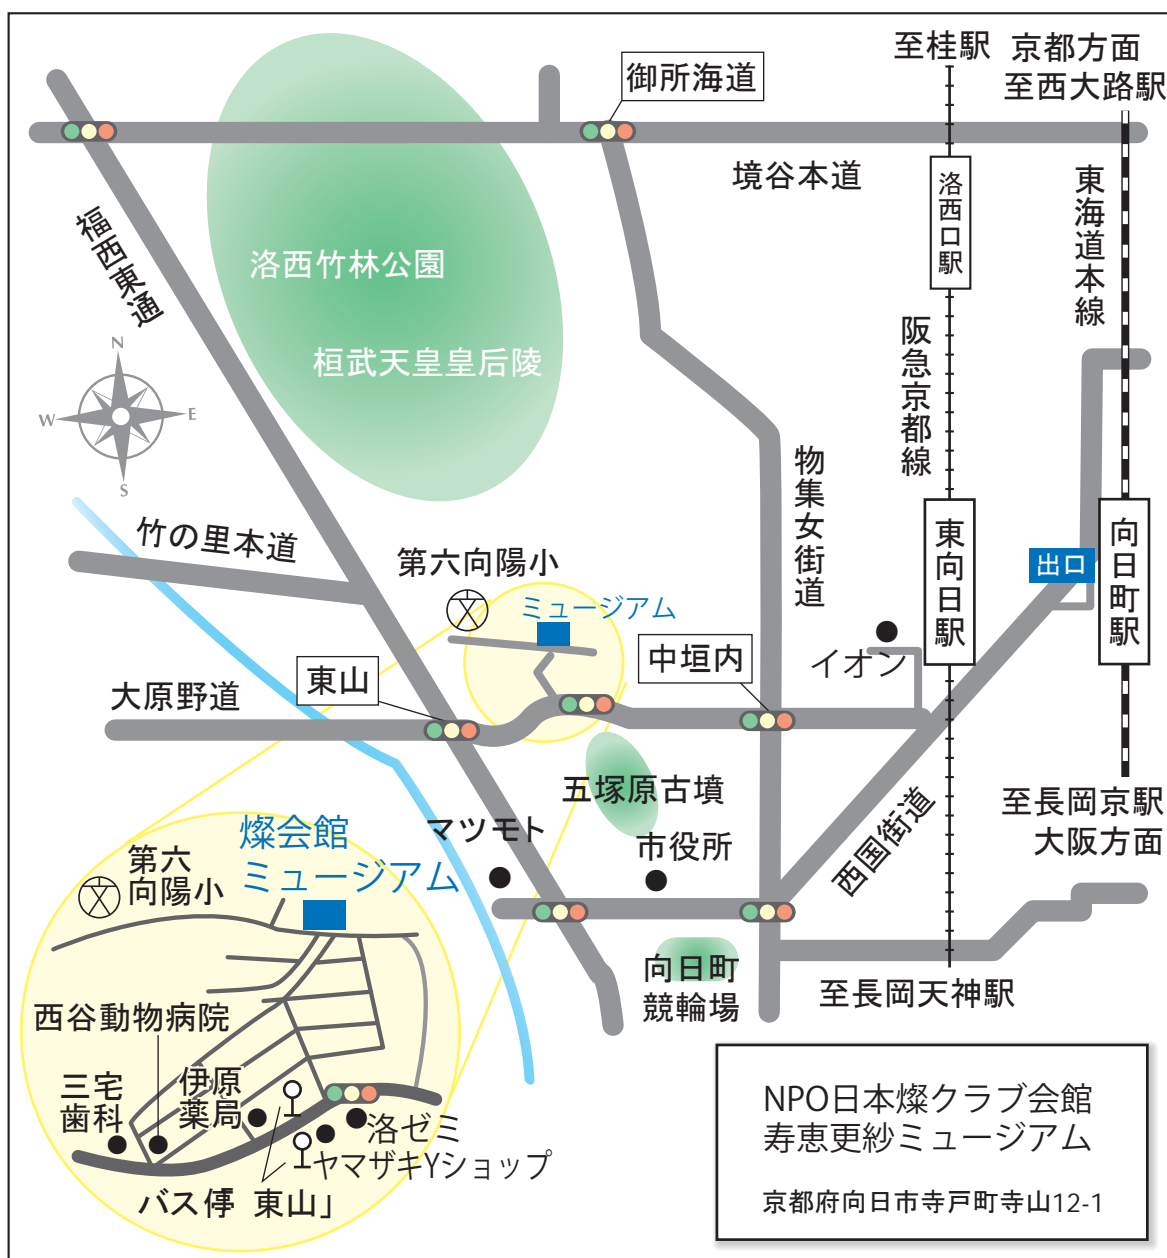 至桂駅
京都方面
至西大路駅
御所海道
境谷本道
洛西口駅
東海道本線
福西東通
洛西竹林公園
桓武天皇皇后陵
阪急京都線
N
W
E
S
物集女街道
竹の里本道
東向日駅
向日町駅
出口
第六向陽小
ミュージアム
イオン
中垣内
東山
大原野道
五塚原古墳
マツモト
市役所
西国街道
至長岡京駅
大阪方面
燦会館
ミュージアム
第六
向陽小
向日町
競輪場
至長岡天神駅
西谷動物病院
三宅
歯科
伊原
薬局
洛ゼミ
ヤマザキYショップ
バス停「東山」
NPO日本燦クラブ会館
寿恵更紗ミュージアム
京都府向日市寺戸町寺山12-1